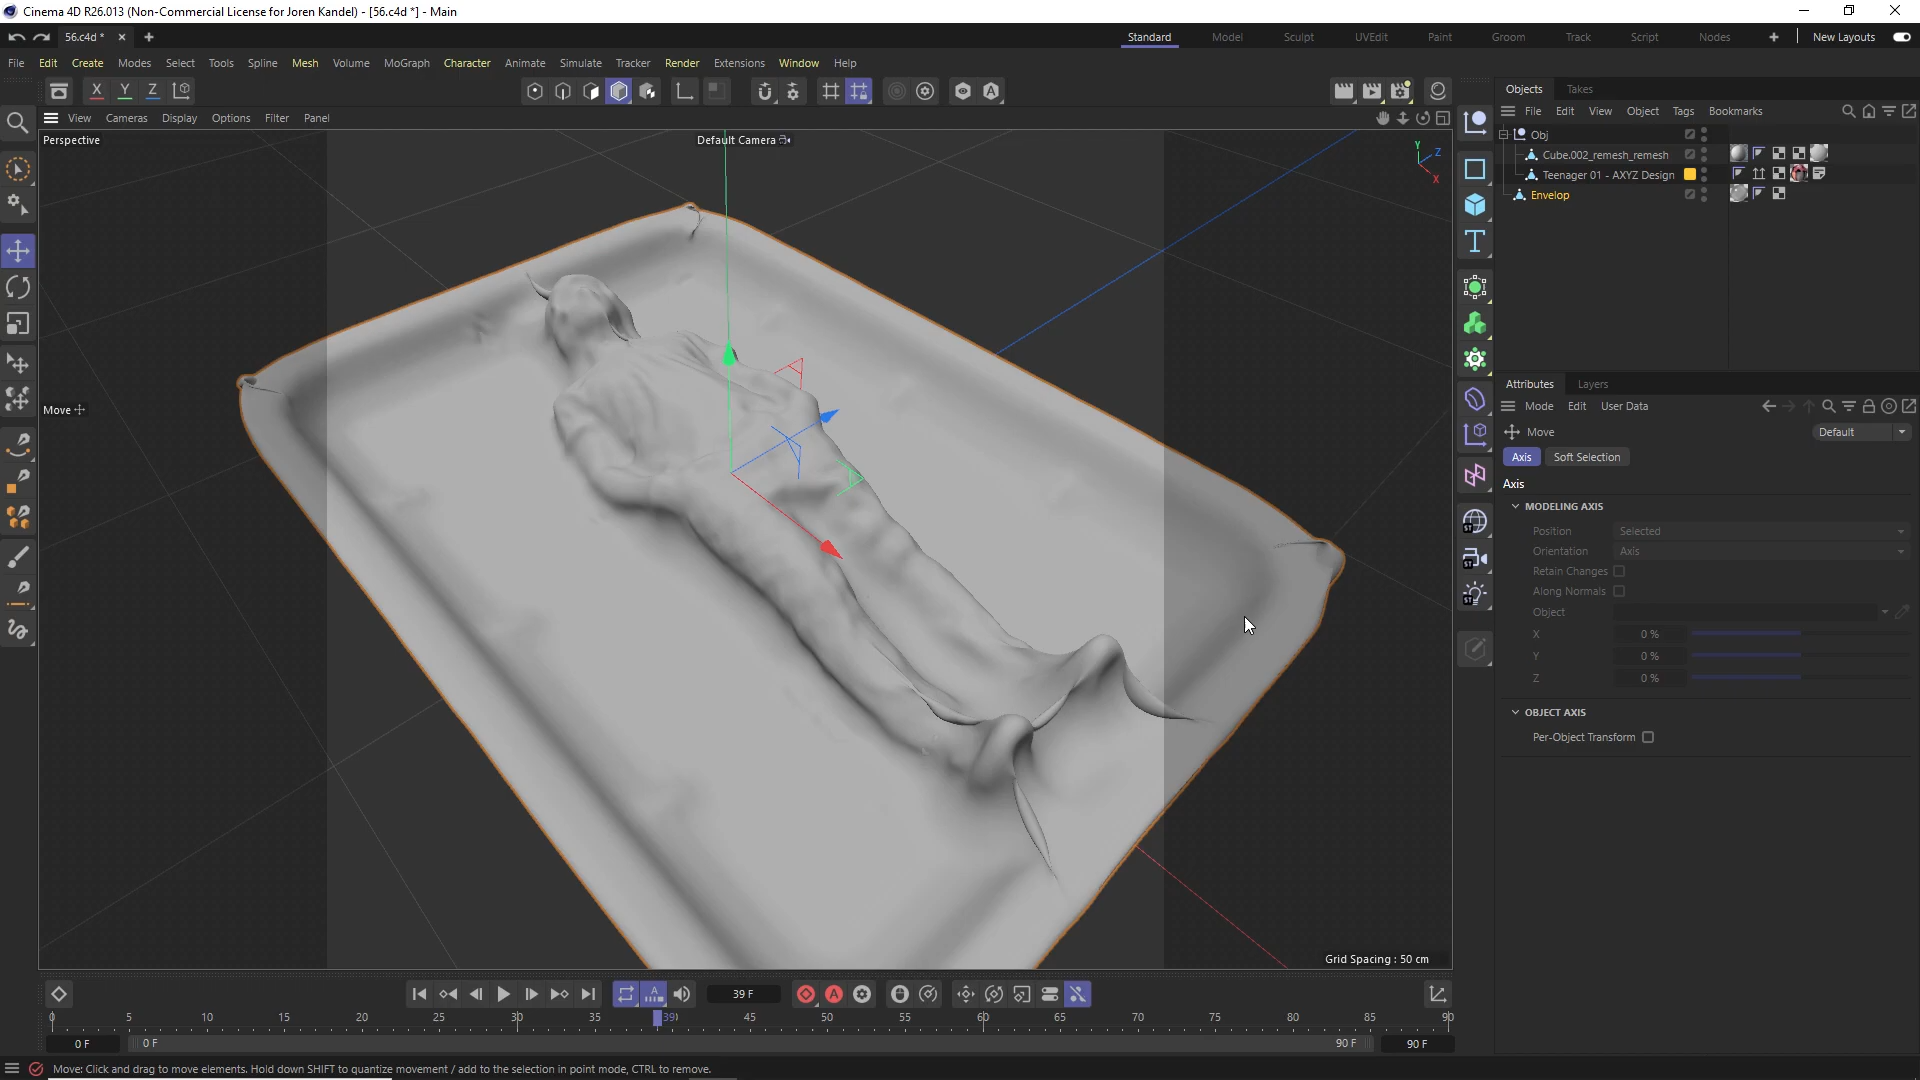 Cinema 4D R26.013 (Non-Commercial License for Joren Kandel) - [56.c4d *] - Main
56.c4d *
Standard Model Sculpt UVEdit Paint Groom Track Script Nodes New Layouts
File Edit Create Modes Select Tools Spline Mesh Volume MoGraph Character Animate Simulate Tracker Render Extensions Window Help
X Y Z
Objects Takes
File Edit View Object Tags Bookmarks
View Cameras Display Options Filter Panel
Perspective
Default Camera
Y
Z
X
Obj
Cube.002_remesh_remesh
Teenager 01 - AXYZ Design
Envelop
Move
Attributes Layers
Mode Edit User Data
Move Default
Axis Soft Selection
Axis
MODELING AXIS
Position Selected
Orientation Axis
Retain Changes
Along Normals
Object
X 0 %
Y 0 %
Z 0 %
OBJECT AXIS
Per-Object Transform
Grid Spacing : 50 cm
39 F
0 5 10 15 20 25 30 35 39 45 50 55 60 65 70 75 80 85 90
0 F 0 F 90 F 90 F
Move: Click and drag to move elements. Hold down SHIFT to quantize movement / add to the selection in point mode, CTRL to remove.